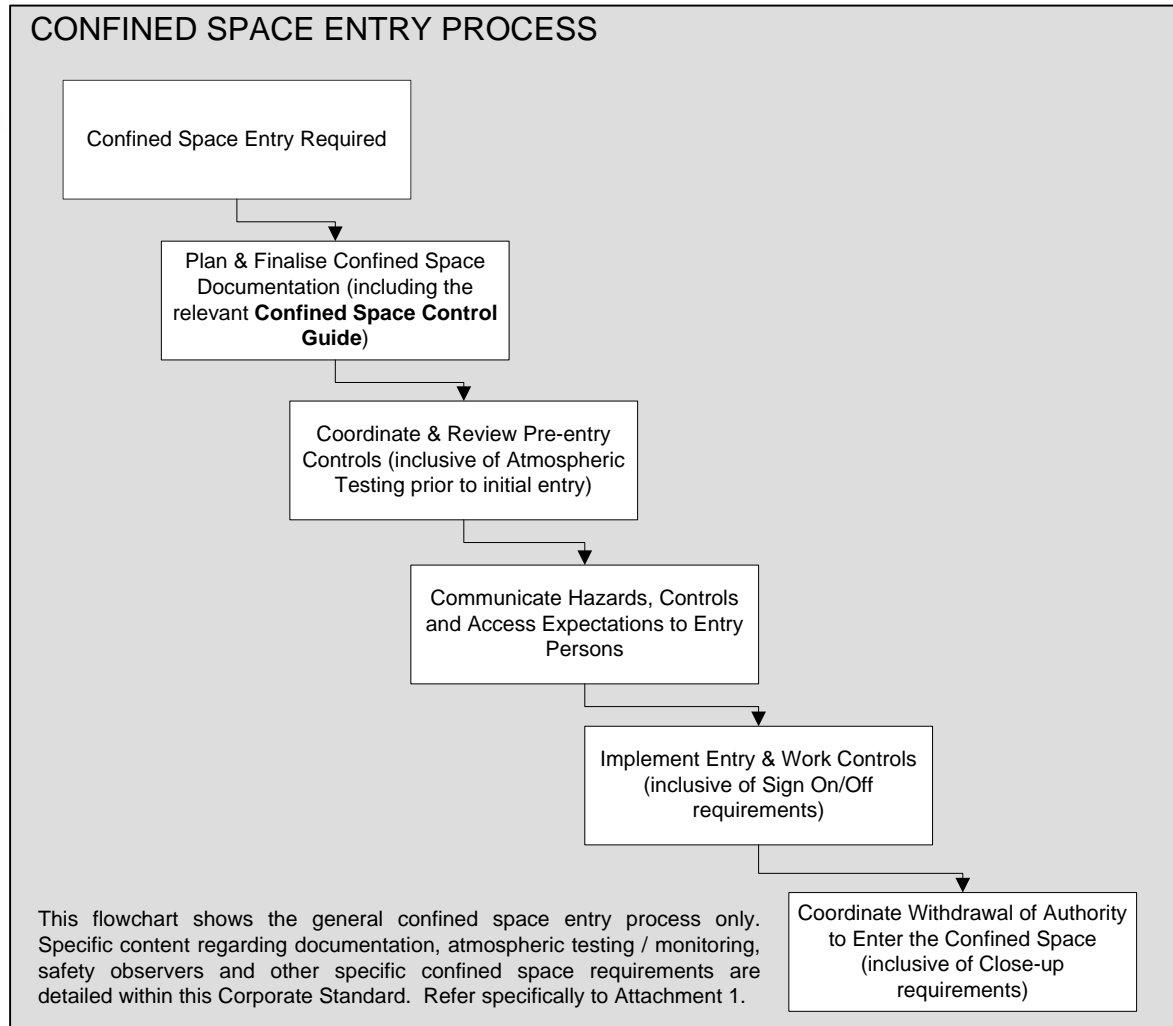 CONFINED SPACE ENTRY PROCESS
Confined Space Entry Required
Plan & Finalise Confined Space
Documentation (including the
relevant Confined Space Control
Guide)
Coordinate & Review Pre-entry
Controls (inclusive of Atmospheric
Testing prior to initial entry)
Communicate Hazards, Controls
and Access Expectations to Entry
Persons
Implement Entry & Work Controls
(inclusive of Sign On/Off
requirements)
Coordinate Withdrawal of Authority
to Enter the Confined Space
(inclusive of Close-up
requirements)
This flowchart shows the general confined space entry process only.
Specific content regarding documentation, atmospheric testing / monitoring,
safety observers and other specific confined space requirements are
detailed within this Corporate Standard. Refer specifically to Attachment 1.